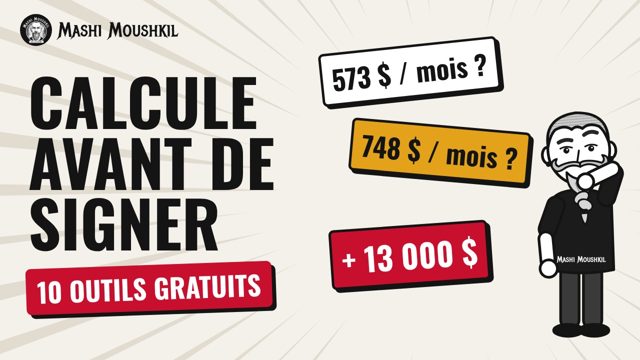 MASHI MOUSHKIL
CALCULE
AVANT DE
SIGNER
10 OUTILS GRATUITS
573 $ / mois ?
748 $ / mois ?
+ 13 000 $
MASHI MOUSHKIL